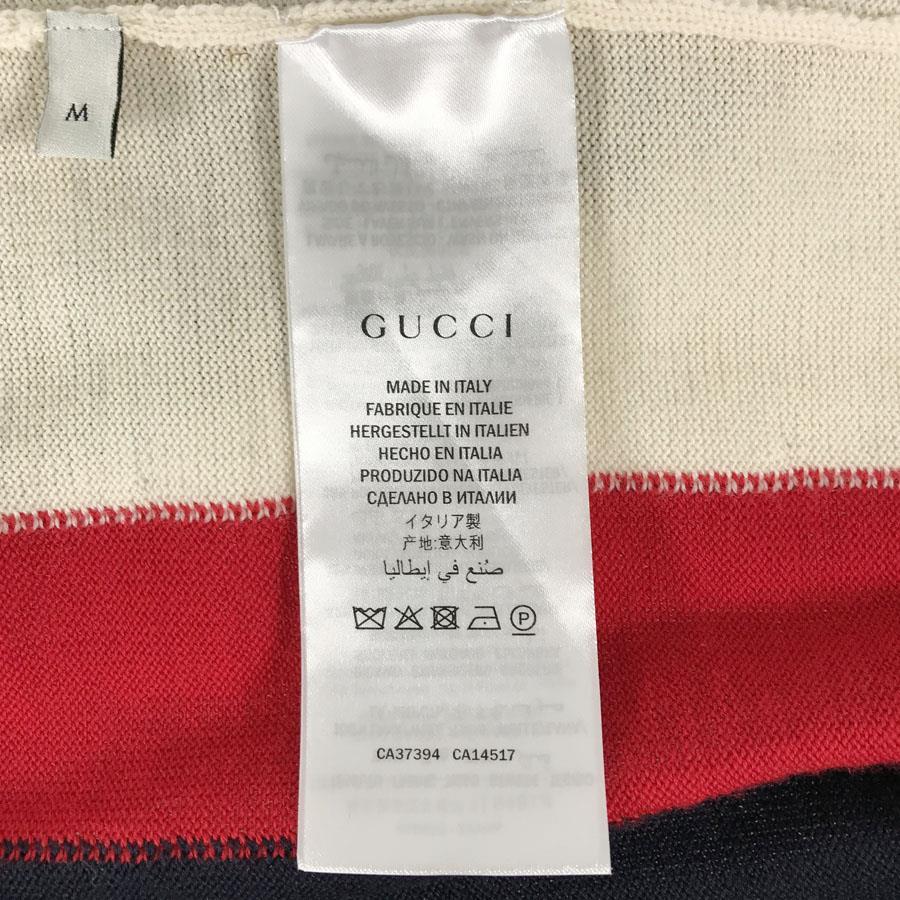 M
GUCCI
MADE IN ITALY
FABRIQUE EN ITALIE
HERGESTELLT IN ITALIEN
HECHO EN ITALIA
PRODUZIDO NA ITALIA
СДЕЛАНО В ИТАЛИИ
イタリア製
产地:意大利
صُنع في إيطاليا
P
CA37394 CA14517